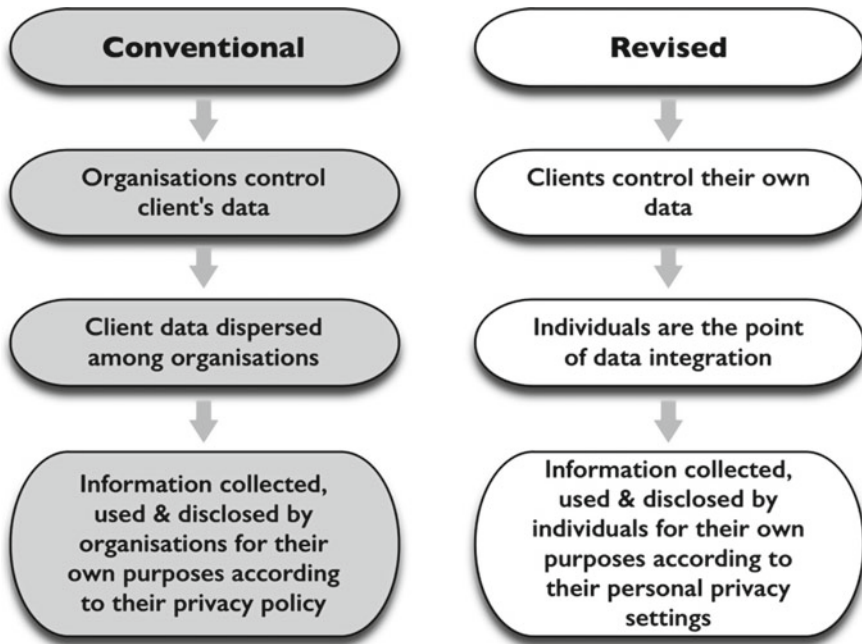 Conventional
Organisations control
client's data
Client data dispersed
among organisations
Information collected,
used & disclosed by
organisations for their
own purposes according
to their privacy policy
Revised
Clients control their own
data
Individuals are the point
of data integration
Information collected,
used & disclosed by
individuals for their own
purposes according to
their personal privacy
settings